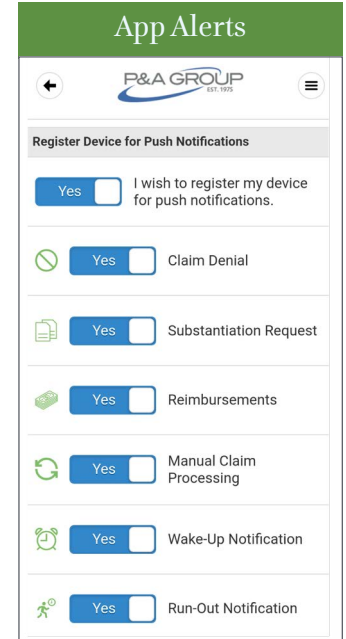 App Alerts
P&A GROUP
EST. 1975
Register Device for Push Notifications
Yes
I wish to register my device
for push notifications.
Yes
Claim Denial
Yes
Substantiation Request
Yes
Reimbursements
Yes
Manual Claim
Processing
Yes
Wake-Up Notification
Yes
Run-Out Notification